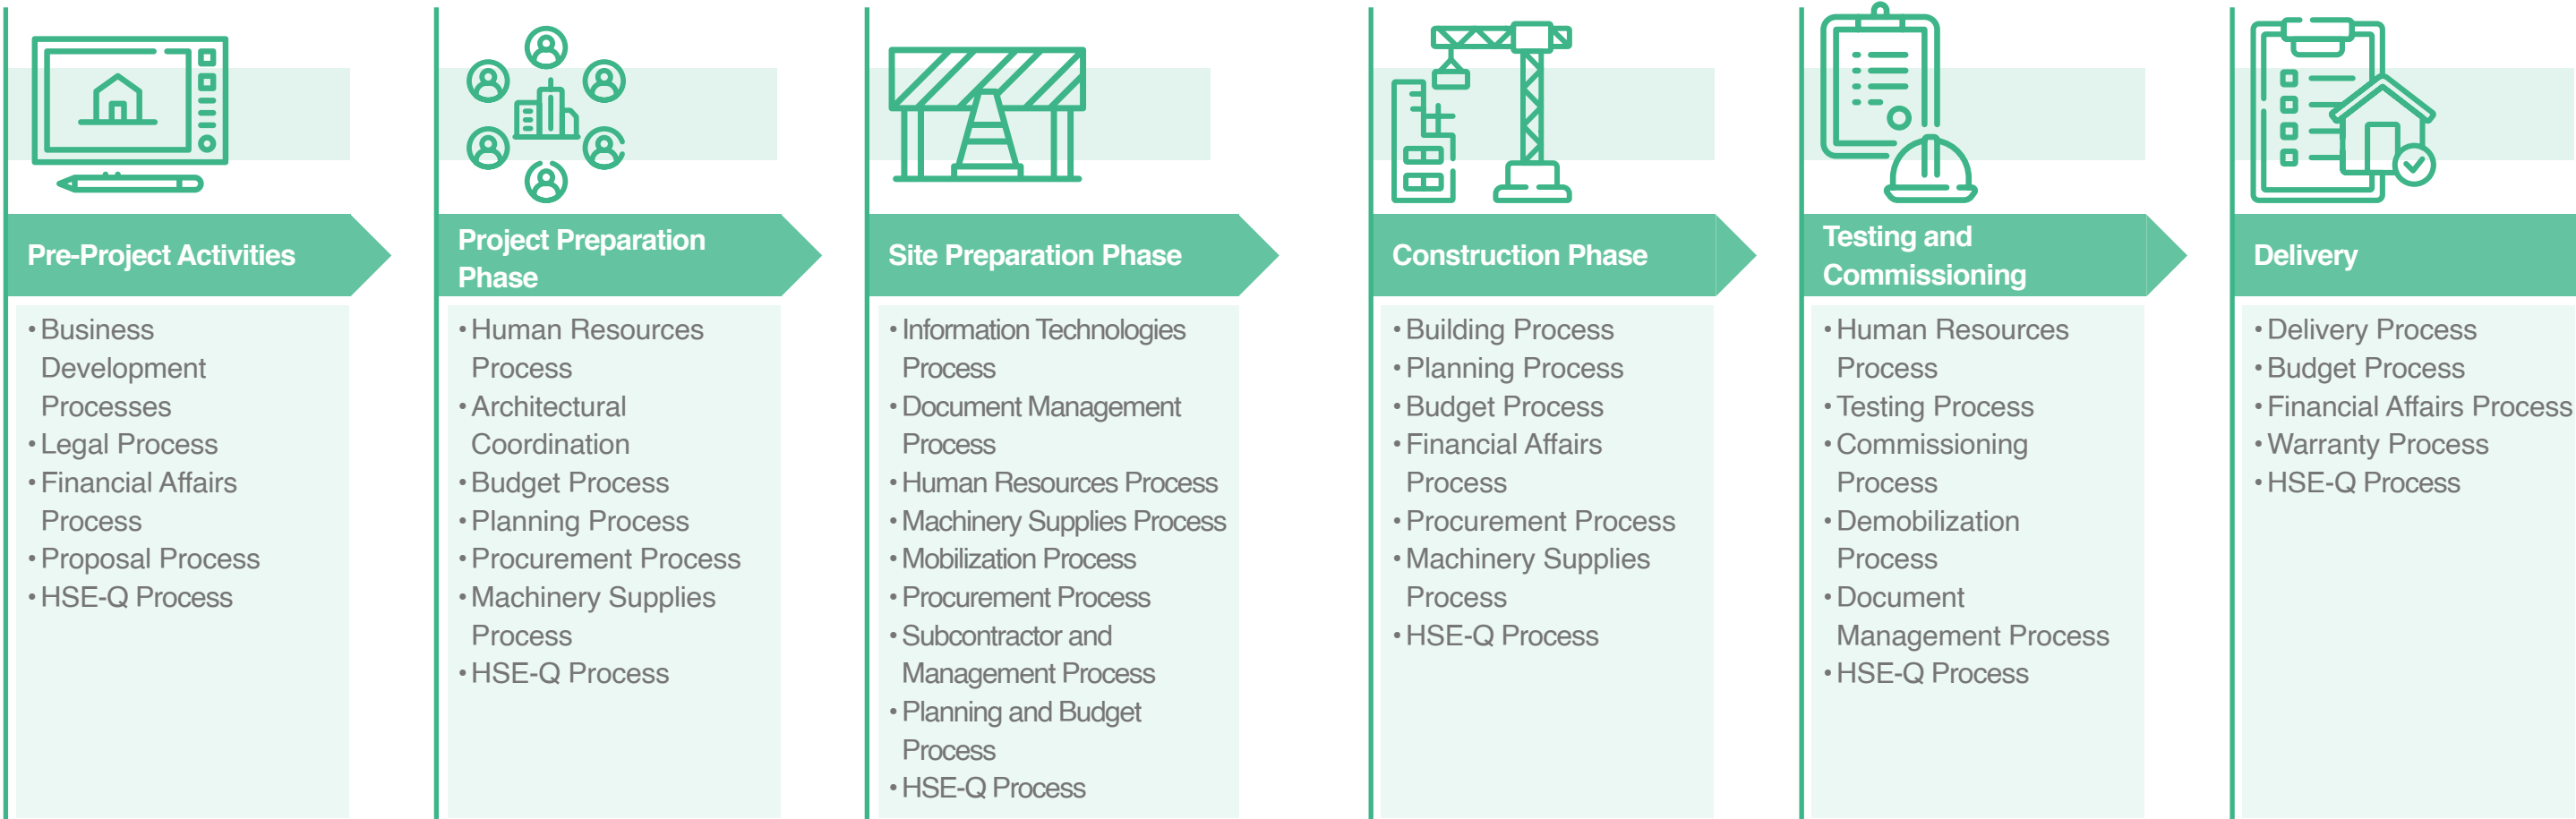 Pre-Project Activities
• Business
Development
Processes
• Legal Process
• Financial Affairs
Process
• Proposal Process
• HSE-Q Process
Project Preparation
Phase
• Human Resources
Process
• Architectural
Coordination
• Budget Process
• Planning Process
• Procurement Process
• Machinery Supplies
Process
• HSE-Q Process
Site Preparation Phase
• Information Technologies
Process
• Document Management
Process
• Human Resources Process
• Machinery Supplies Process
• Mobilization Process
• Procurement Process
• Subcontractor and
Management Process
• Planning and Budget
Process
• HSE-Q Process
Construction Phase
• Building Process
• Planning Process
• Budget Process
• Financial Affairs
Process
• Procurement Process
• Machinery Supplies
Process
• HSE-Q Process
Testing and
Commissioning
• Human Resources
Process
• Testing Process
• Commissioning
Process
• Demobilization
Process
• Document
Management Process
• HSE-Q Process
Delivery
• Delivery Process
• Budget Process
• Financial Affairs Process
• Warranty Process
• HSE-Q Process